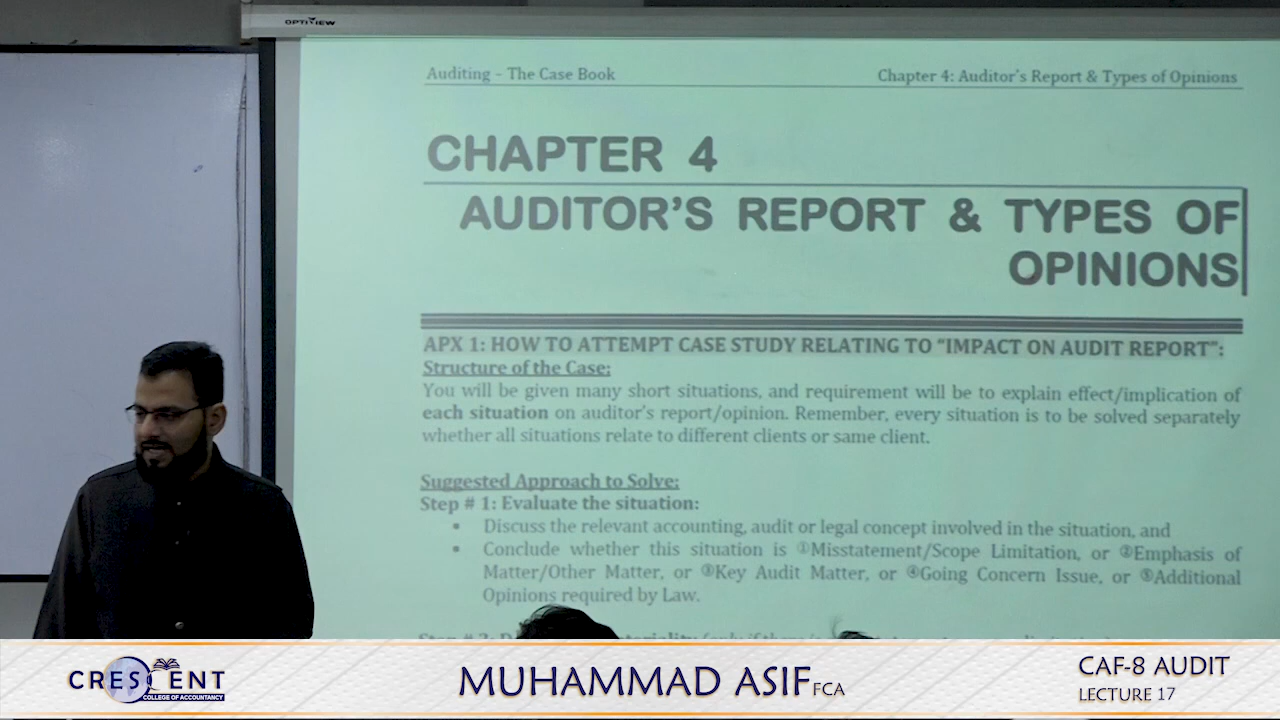 OPTIVIEW
Auditing – The Case Book
Chapter 4: Auditor's Report & Types of Opinions
CHAPTER 4
AUDITOR'S REPORT & TYPES OF
OPINIONS
APX 1: HOW TO ATTEMPT CASE STUDY RELATING TO "IMPACT ON AUDIT REPORT":
Structure of the Case:
You will be given many short situations, and requirement will be to explain effect/implication of
each situation on auditor's report/opinion. Remember, every situation is to be solved separately
whether all situations relate to different clients or same client.
Suggested Approach to Solve:
Step # 1: Evaluate the situation:
▪ Discuss the relevant accounting, audit or legal concept involved in the situation, and
▪ Conclude whether this situation is ①Misstatement/Scope Limitation, or ②Emphasis of
Matter/Other Matter, or ③Key Audit Matter, or ④Going Concern Issue, or ⑤Additional
Opinions required by Law.
CRESCENT
COLLEGE OF ACCOUNTANCY
MUHAMMAD ASIF FCA
CAF-8 AUDIT
LECTURE 17